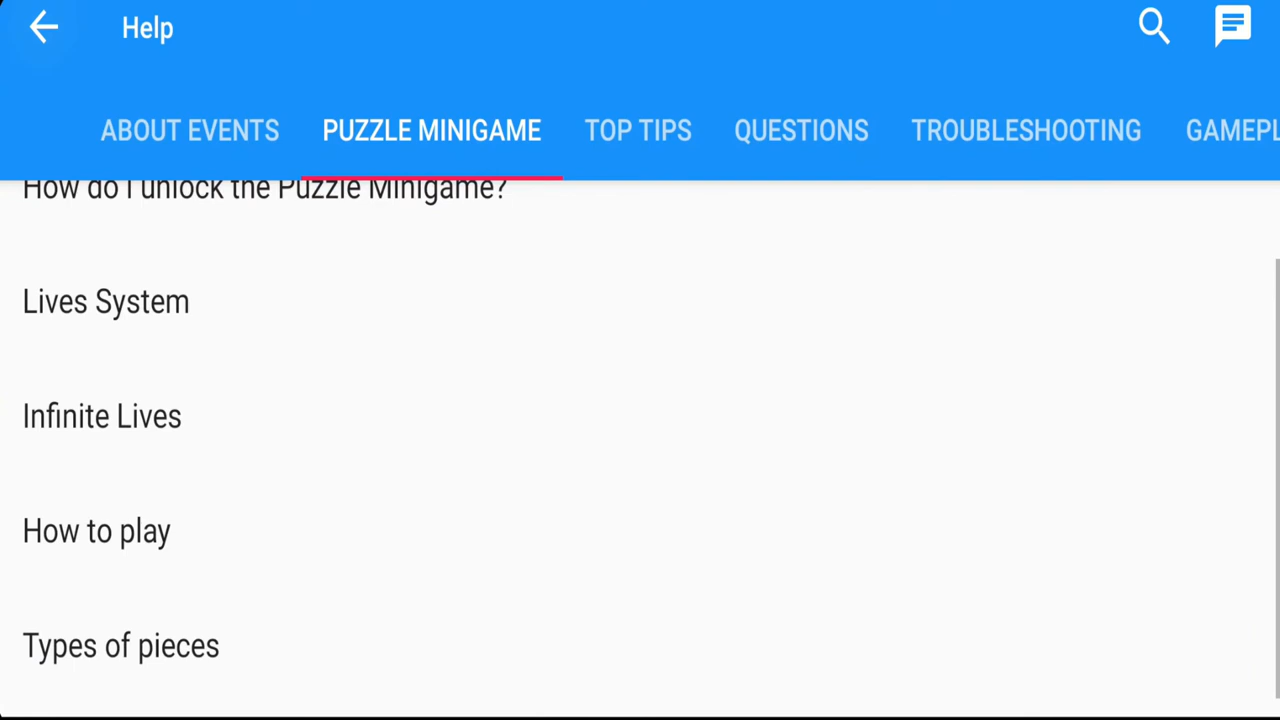 Help
ABOUT EVENTS PUZZLE MINIGAME TOP TIPS QUESTIONS TROUBLESHOOTING GAMEPL
How do I unlock the Puzzle Minigame?
Lives System
Infinite Lives
How to play
Types of pieces